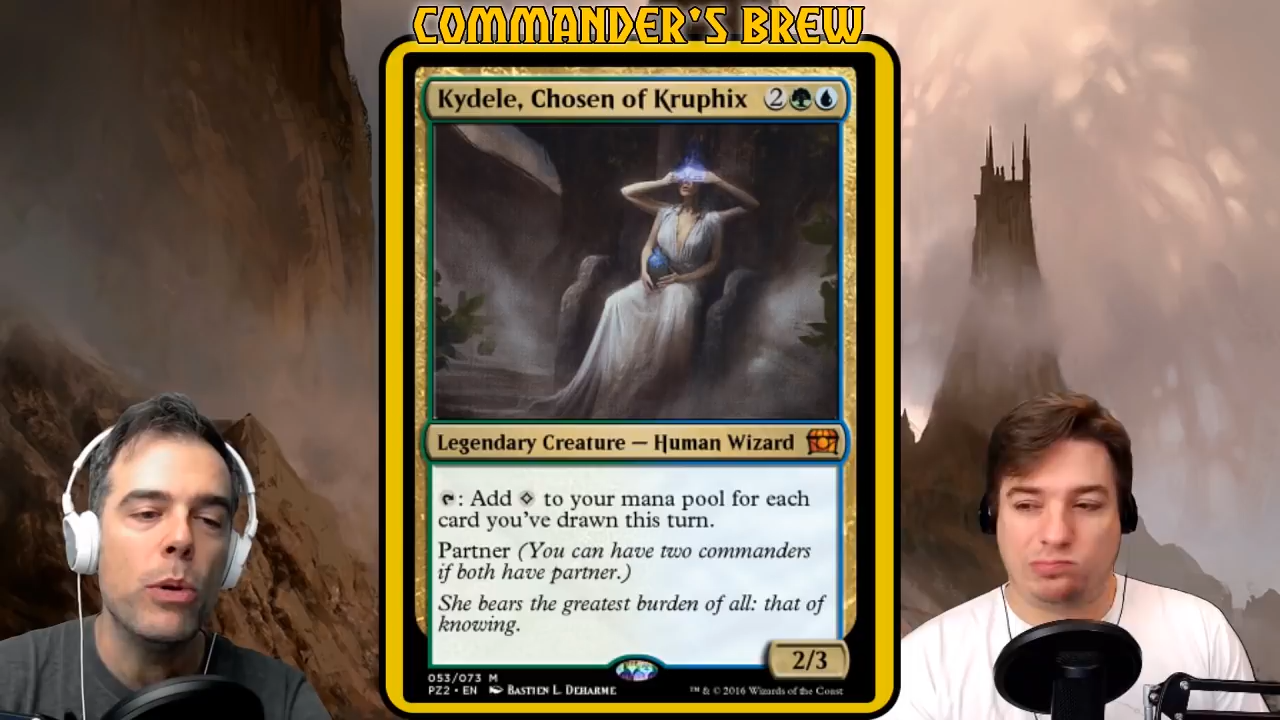 COMMANDER'S BREW
Kydele, Chosen of Kruphix 2
Legendary Creature — Human Wizard
: Add to your mana pool for each
card you've drawn this turn.
Partner (You can have two commanders
if both have partner.)
She bears the greatest burden of all: that of
knowing.
2/3
053/073 M
PZ2 • EN BASTIEN L. DEHARME
™ & © 2016 Wizards of the Coast